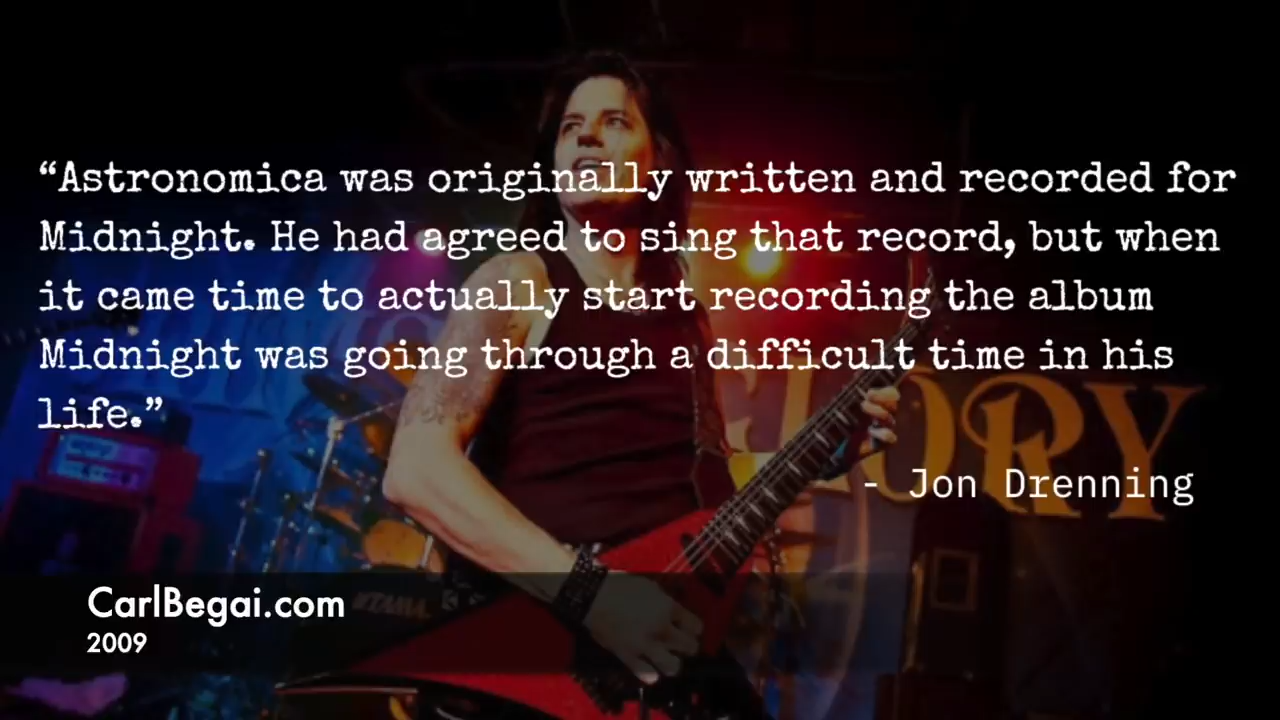 “Astronomica was originally written and recorded for
Midnight. He had agreed to sing that record, but when
it came time to actually start recording the album
Midnight was going through a difficult time in his
life.”
ORY
- Jon Drenning
TAMA
CarlBegai.com
2009